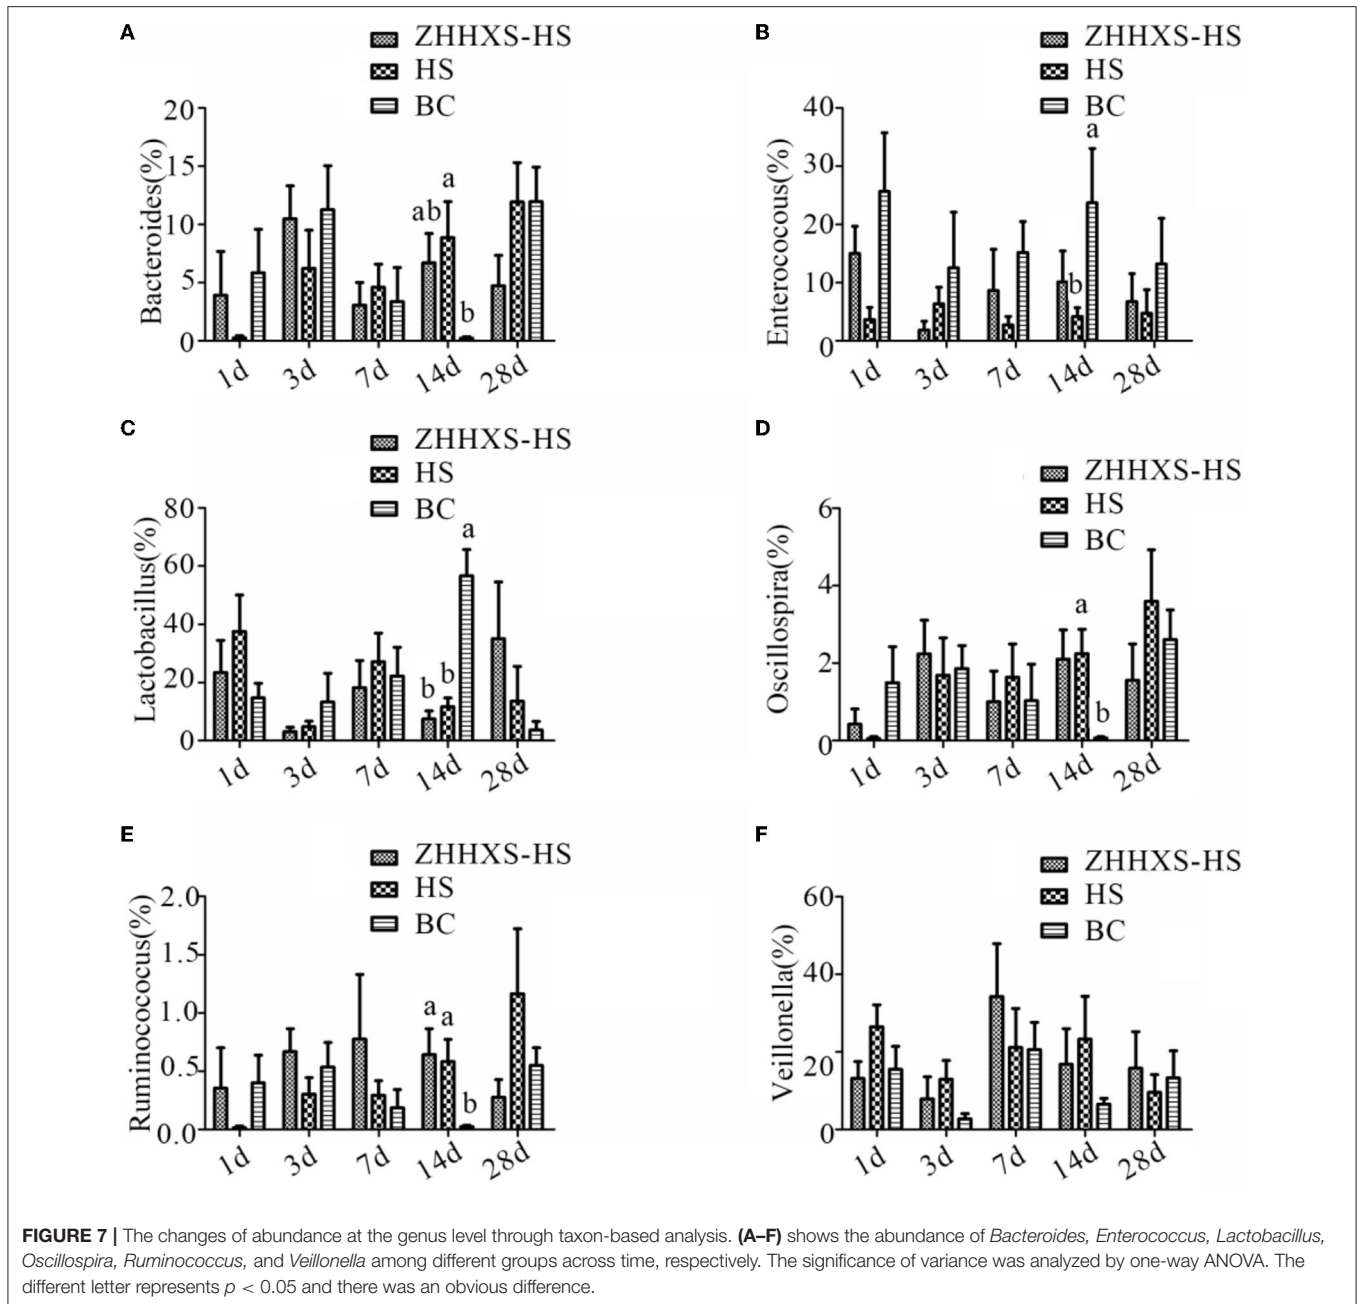 A
ZHHXS-HS
HS
BC
Bacteroides(%)
20
15
10
5
0
ab
a
b
1d 3d 7d 14d 28d
B
ZHHXS-HS
HS
BC
Enterococous(%)
40
30
20
10
0
b
a
1d 3d 7d 14d 28d
C
ZHHXS-HS
HS
BC
Lactobacillus(%)
80
60
40
20
0
b
b
a
1d 3d 7d 14d 28d
D
ZHHXS-HS
HS
BC
Oscillospira(%)
6
4
2
0
a
b
1d 3d 7d 14d 28d
E
ZHHXS-HS
HS
BC
Ruminococous(%)
2.0
1.5
1.0
0.5
0.0
a
a
b
1d 3d 7d 14d 28d
F
ZHHXS-HS
HS
BC
Veillonella(%)
60
40
20
0
1d 3d 7d 14d 28d
FIGURE 7 | The changes of abundance at the genus level through taxon-based analysis. (A–F) shows the abundance of Bacteroides, Enterococcus, Lactobacillus,
Oscillospira, Ruminococcus, and Veillonella among different groups across time, respectively. The significance of variance was analyzed by one-way ANOVA. The
different letter represents p < 0.05 and there was an obvious difference.